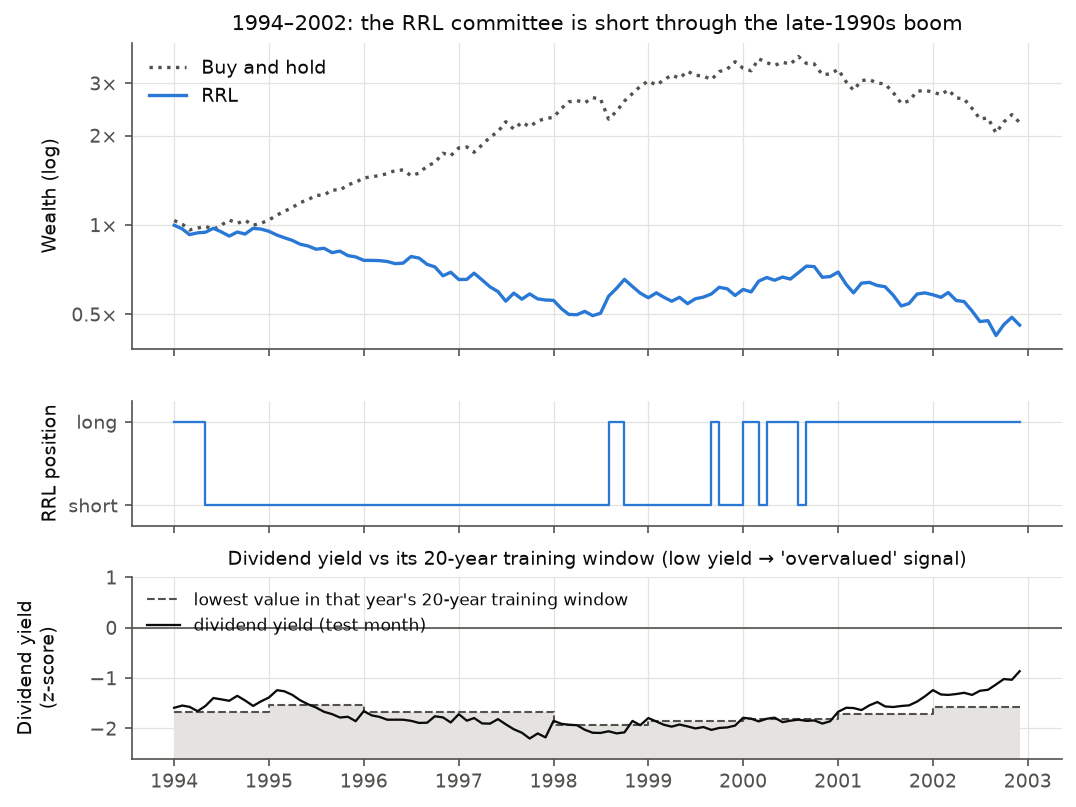 1994–2002: the RRL committee is short through the late-1990s boom
Buy and hold
RRL
3×
2×
1×
0.5×
Wealth (log)
long
short
RRL position
Dividend yield vs its 20-year training window (low yield → 'overvalued' signal)
lowest value in that year's 20-year training window
dividend yield (test month)
1
0
−1
−2
Dividend yield
(z-score)
1994 1995 1996 1997 1998 1999 2000 2001 2002 2003